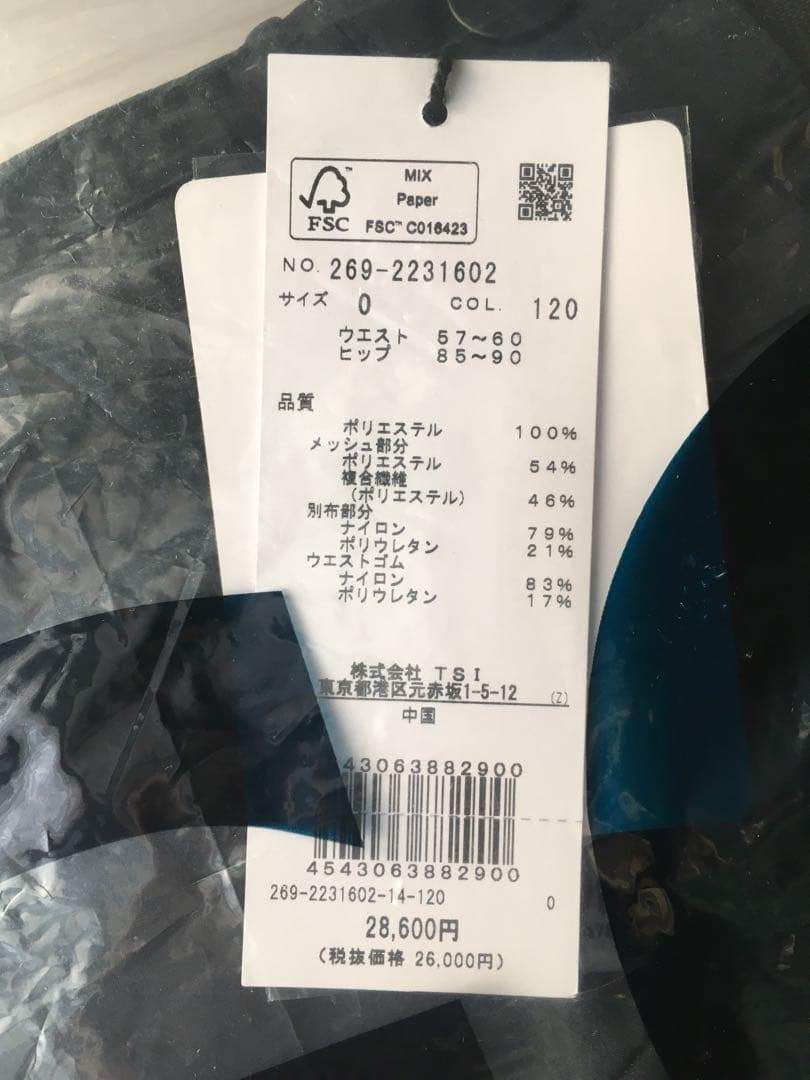 MIX
Paper
FSC™
FSC™ C016423
NO. 269-2231602
サイズ 0 COL. 120
ウエスト 57~60
ヒップ 85~90
品質
ポリエステル 100%
メッシュ部分
ポリエステル 54%
複合繊維
(ポリエステル) 46%
別布部分
ナイロン 79%
ポリウレタン 21%
ウエストゴム
ナイロン 83%
ポリウレタン 17%
株式会社 TSI
東京都港区元赤坂1-5-12 (Z)
中国
43063882900
4543063882900
269-2231602-14-120 0
28,600円
(税抜価格 26,000円)